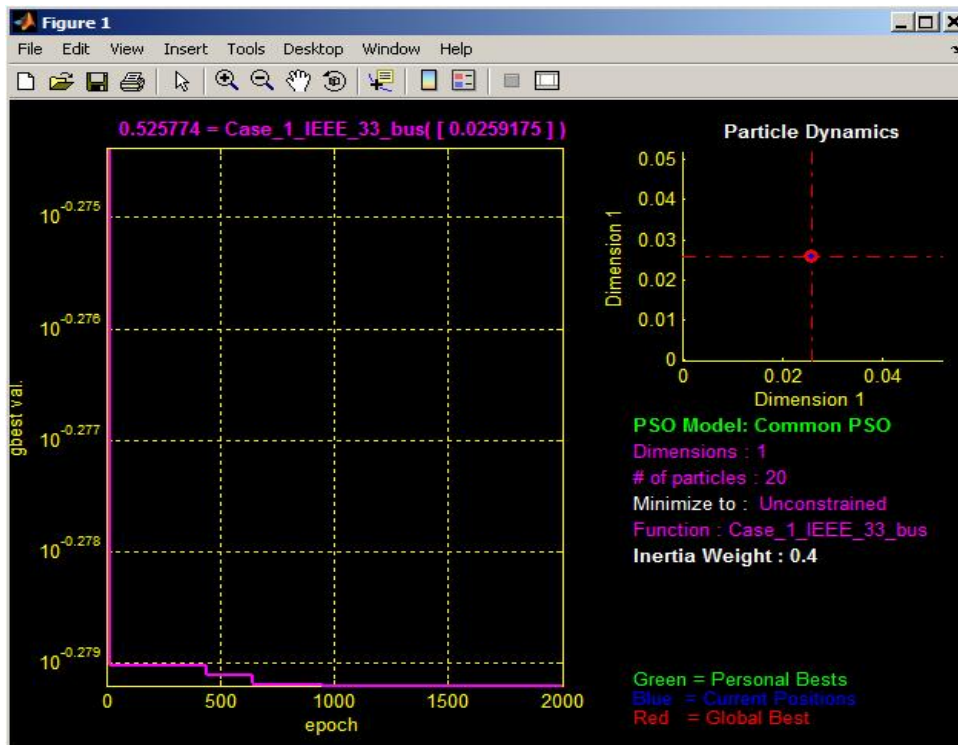 Figure 1
File Edit View Insert Tools Desktop Window Help
0.525774 = Case_1_IEEE_33_bus( [ 0.0259175 ] )
10^-0.275
10^-0.276
10^-0.277
10^-0.278
10^-0.279
gbest val.
0 500 1000 1500 2000
epoch
Particle Dynamics
0.05
0.04
0.03
0.02
0.01
0
Dimension 1
0 0.02 0.04
Dimension 1
PSO Model: Common PSO
Dimensions : 1
# of particles : 20
Minimize to : Unconstrained
Function : Case_1_IEEE_33_bus
Inertia Weight : 0.4
Green = Personal Bests
Blue = Current Positions
Red = Global Best